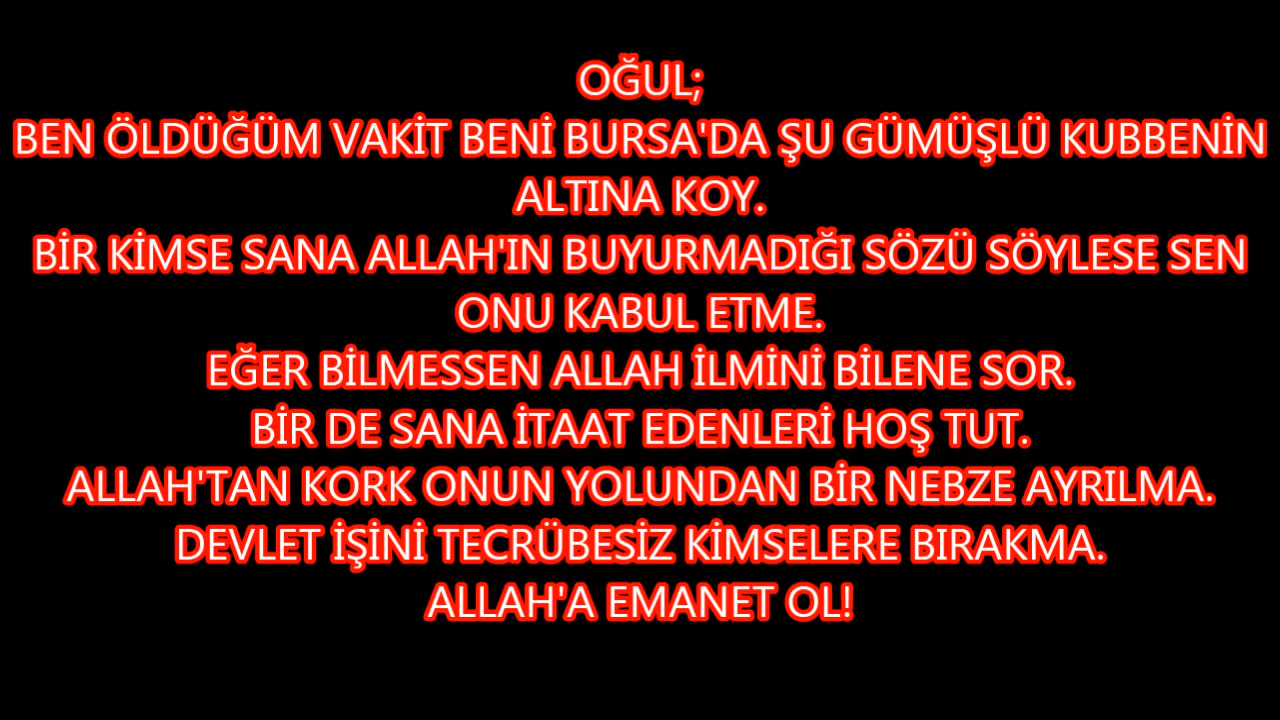 OĞUL;
BEN ÖLDÜĞÜM VAKİT BENİ BURSA'DA ŞU GÜMÜŞLÜ KUBBENİN
ALTINA KOY.
BİR KİMSE SANA ALLAH'IN BUYURMADIĞI SÖZÜ SÖYLESE SEN
ONU KABUL ETME.
EĞER BİLMESSEN ALLAH İLMİNİ BİLENE SOR.
BİR DE SANA İTAAT EDENLERİ HOŞ TUT.
ALLAH'TAN KORK ONUN YOLUNDAN BİR NEBZE AYRILMA.
DEVLET İŞİNİ TECRÜBESİZ KİMSELERE BIRAKMA.
ALLAH'A EMANET OL!